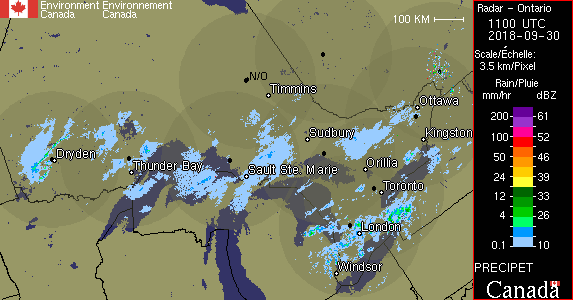 Environment Environnement
Canada Canada
100 KM
N/O
Timmins
Ottawa
Sudbury
Kingston
Dryden
Thunder Bay
Sault Ste. Marie
Orillia
Toronto
London
Windsor
Radar - Ontario
1100 UTC
2018-09-30
Scale/Échelle:
3.5 km/Pixel
Rain/Pluie
mm/hr dBZ
200 61
100 52
50 46
24 39
12 33
4 26
0.1 10
PRECIPET
Canada